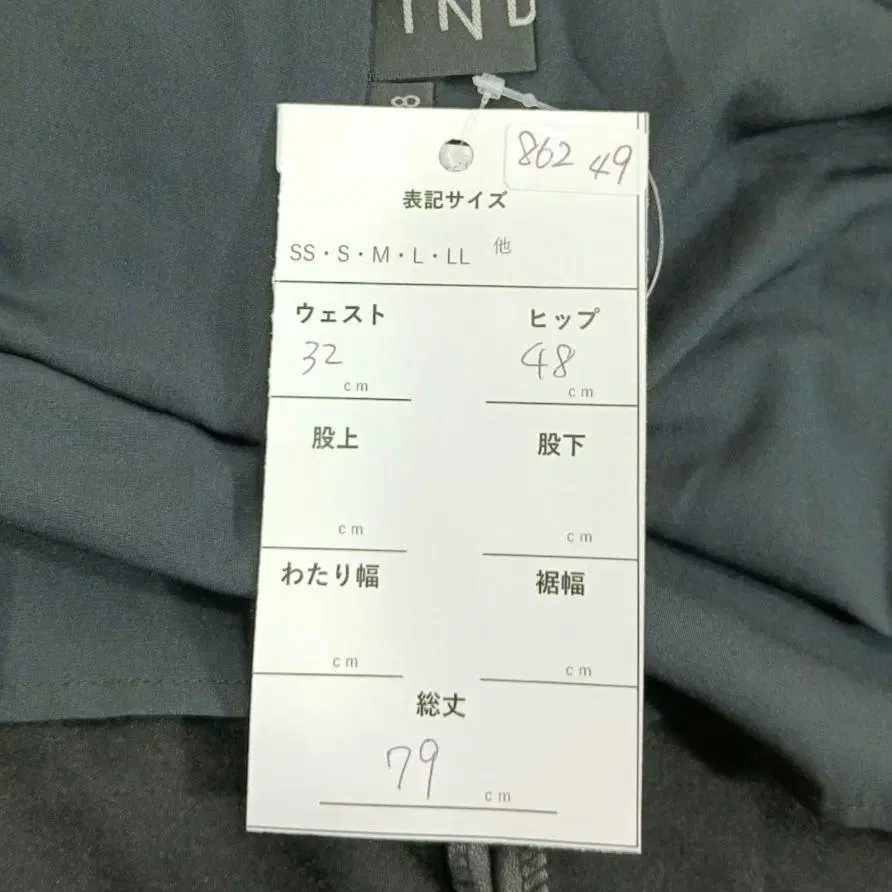 IND
8
862 49
表記サイズ
SS・S・M・L・LL 他
ウェスト ヒップ
32 cm 48 cm
股上 股下
cm cm
わたり幅 裾幅
cm cm
総丈
79 cm